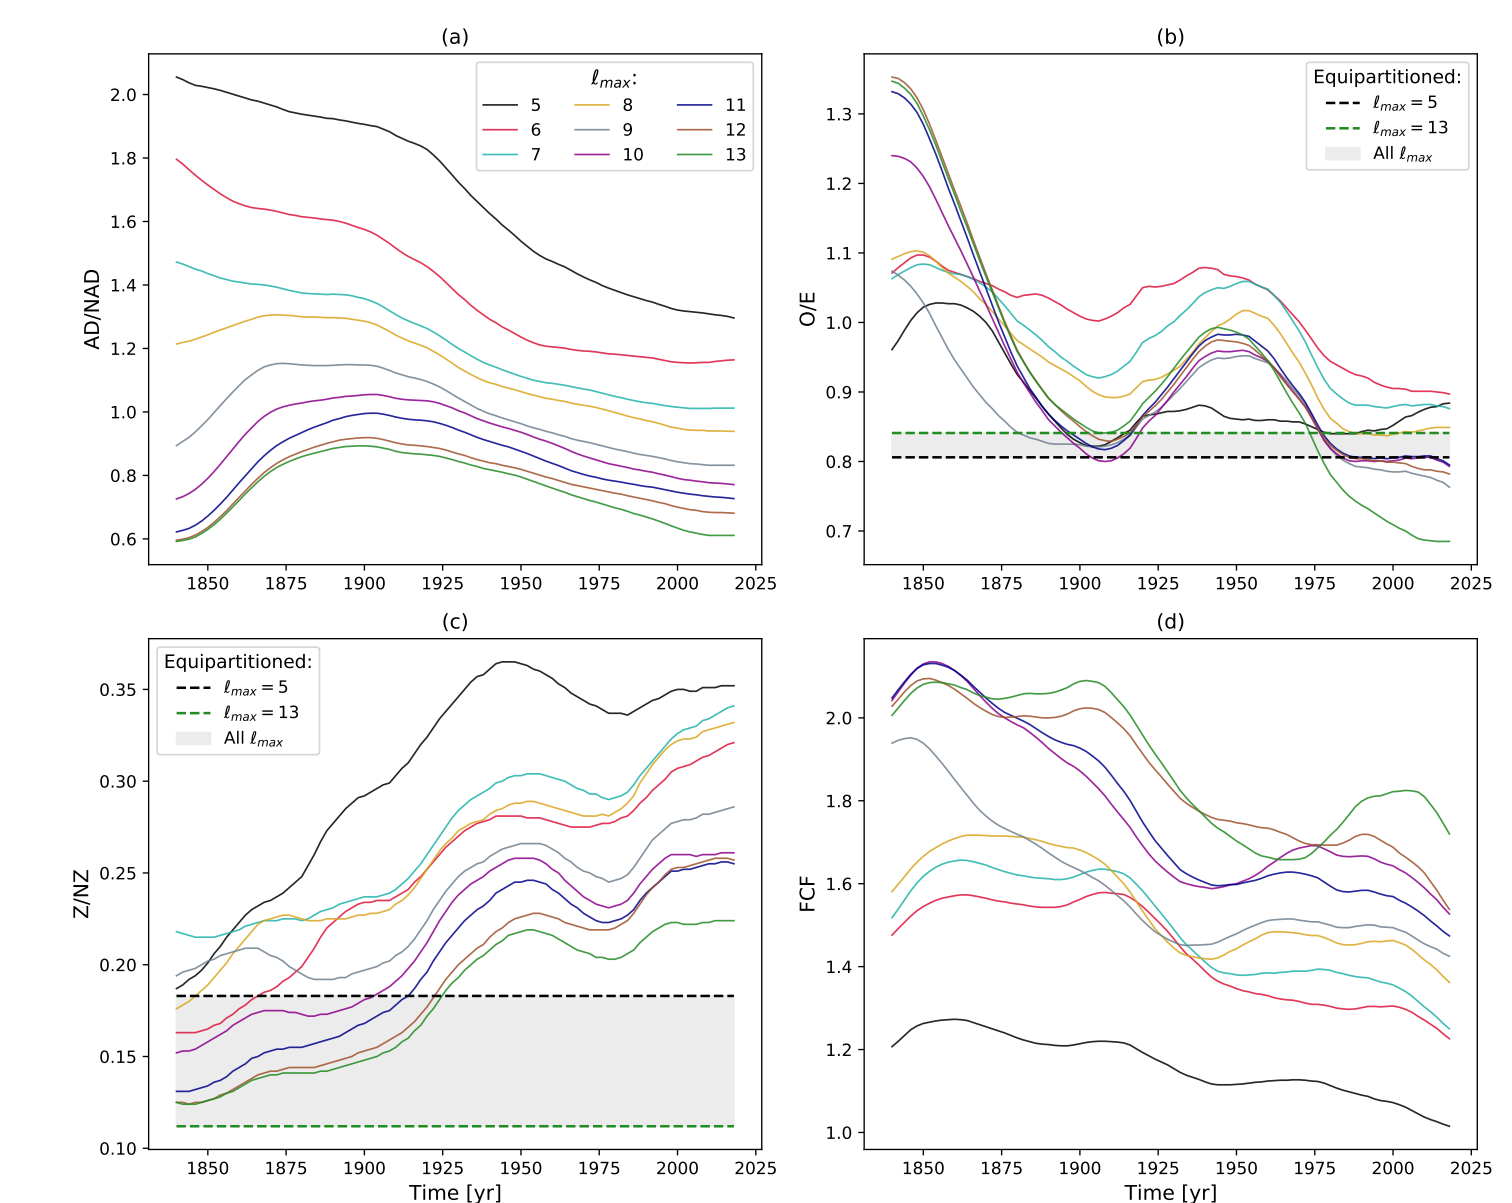 (a)
AD/NAD
2.0
1.8
1.6
1.4
1.2
1.0
0.8
0.6
ℓmax:
5 8 11
6 9 12
7 10 13
1850 1875 1900 1925 1950 1975 2000 2025
(b)
O/E
1.3
1.2
1.1
1.0
0.9
0.8
0.7
Equipartitioned:
ℓmax = 5
ℓmax = 13
All ℓmax
1850 1875 1900 1925 1950 1975 2000 2025
(c)
Z/NZ
0.35
0.30
0.25
0.20
0.15
0.10
Equipartitioned:
ℓmax = 5
ℓmax = 13
All ℓmax
1850 1875 1900 1925 1950 1975 2000 2025
Time [yr]
(d)
FCF
2.0
1.8
1.6
1.4
1.2
1.0
1850 1875 1900 1925 1950 1975 2000 2025
Time [yr]